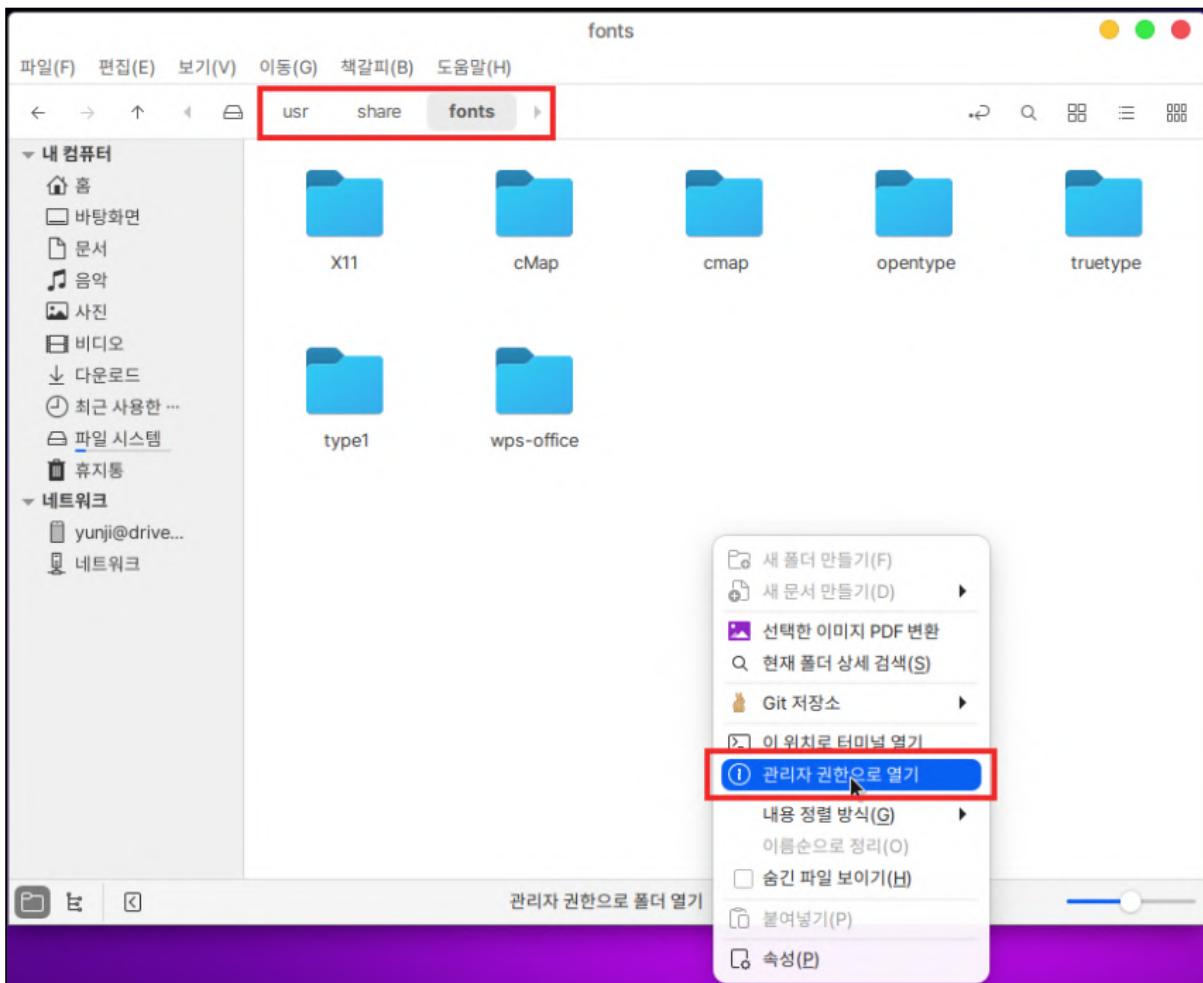 fonts
파일(F) 편집(E) 보기(V) 이동(G) 책갈피(B) 도움말(H)
usr share fonts
내 컴퓨터
홈
바탕화면
문서
음악
사진
비디오
다운로드
최근 사용한 ...
파일 시스템
휴지통
네트워크
yunji@drive...
네트워크
X11 cMap cmap opentype truetype
type1 wps-office
새 폴더 만들기(F)
새 문서 만들기(D)
선택한 이미지 PDF 변환
현재 폴더 상세 검색(S)
Git 저장소
이 위치로 터미널 열기
관리자 권한으로 열기
내용 정렬 방식(G)
이름순으로 정리(O)
숨긴 파일 보이기(H)
붙여넣기(P)
속성(P)
관리자 권한으로 폴더 열기